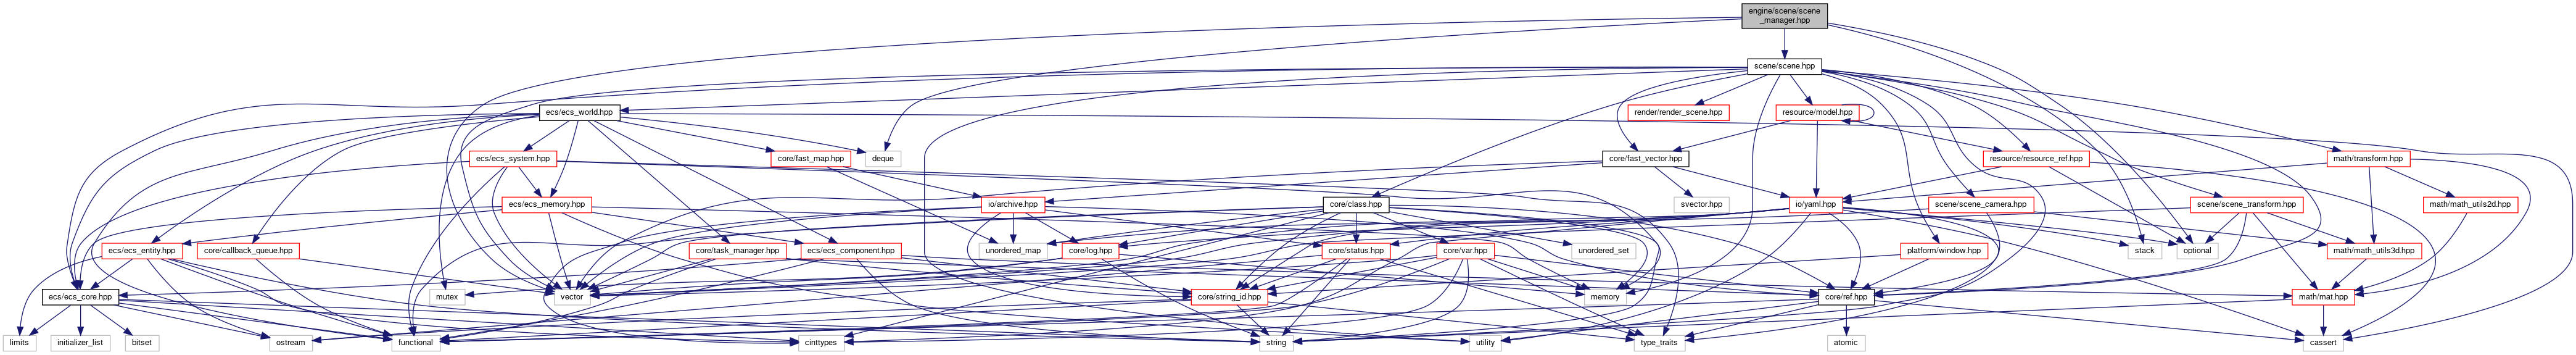 engine/scene/scene
_manager.hpp
scene/scene.hpp
ecs/ecs_world.hpp
render/render_scene.hpp
resource/model.hpp
ecs/ecs_system.hpp
core/fast_map.hpp
deque
core/fast_vector.hpp
resource/resource_ref.hpp
math/transform.hpp
ecs/ecs_memory.hpp
io/archive.hpp
core/class.hpp
svector.hpp
io/yaml.hpp
scene/scene_camera.hpp
scene/scene_transform.hpp
math/math_utils2d.hpp
ecs/ecs_entity.hpp
core/callback_queue.hpp
core/task_manager.hpp
ecs/ecs_component.hpp
unordered_map
core/log.hpp
core/status.hpp
core/var.hpp
unordered_set
platform/window.hpp
stack
optional
math/math_utils3d.hpp
ecs/ecs_core.hpp
mutex
vector
core/string_id.hpp
memory
core/ref.hpp
math/mat.hpp
limits
initializer_list
bitset
ostream
functional
cinttypes
string
utility
type_traits
atomic
cassert